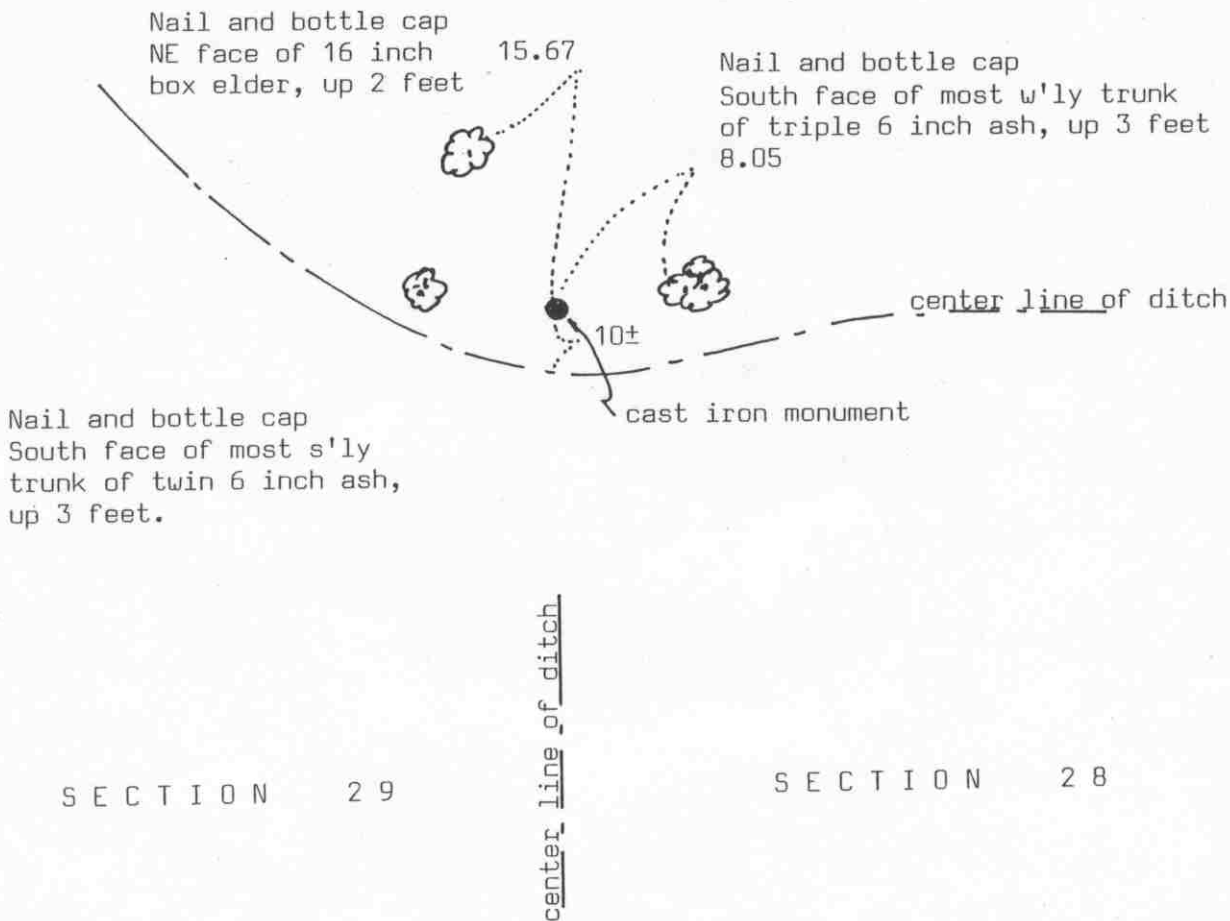 Nail and bottle cap
NE face of 16 inch
box elder, up 2 feet
15.67
Nail and bottle cap
South face of most w'ly trunk
of triple 6 inch ash, up 3 feet
8.05
center line of ditch
10±
cast iron monument
Nail and bottle cap
South face of most s'ly
trunk of twin 6 inch ash,
up 3 feet.
center line of ditch
SECTION 29
SECTION 28